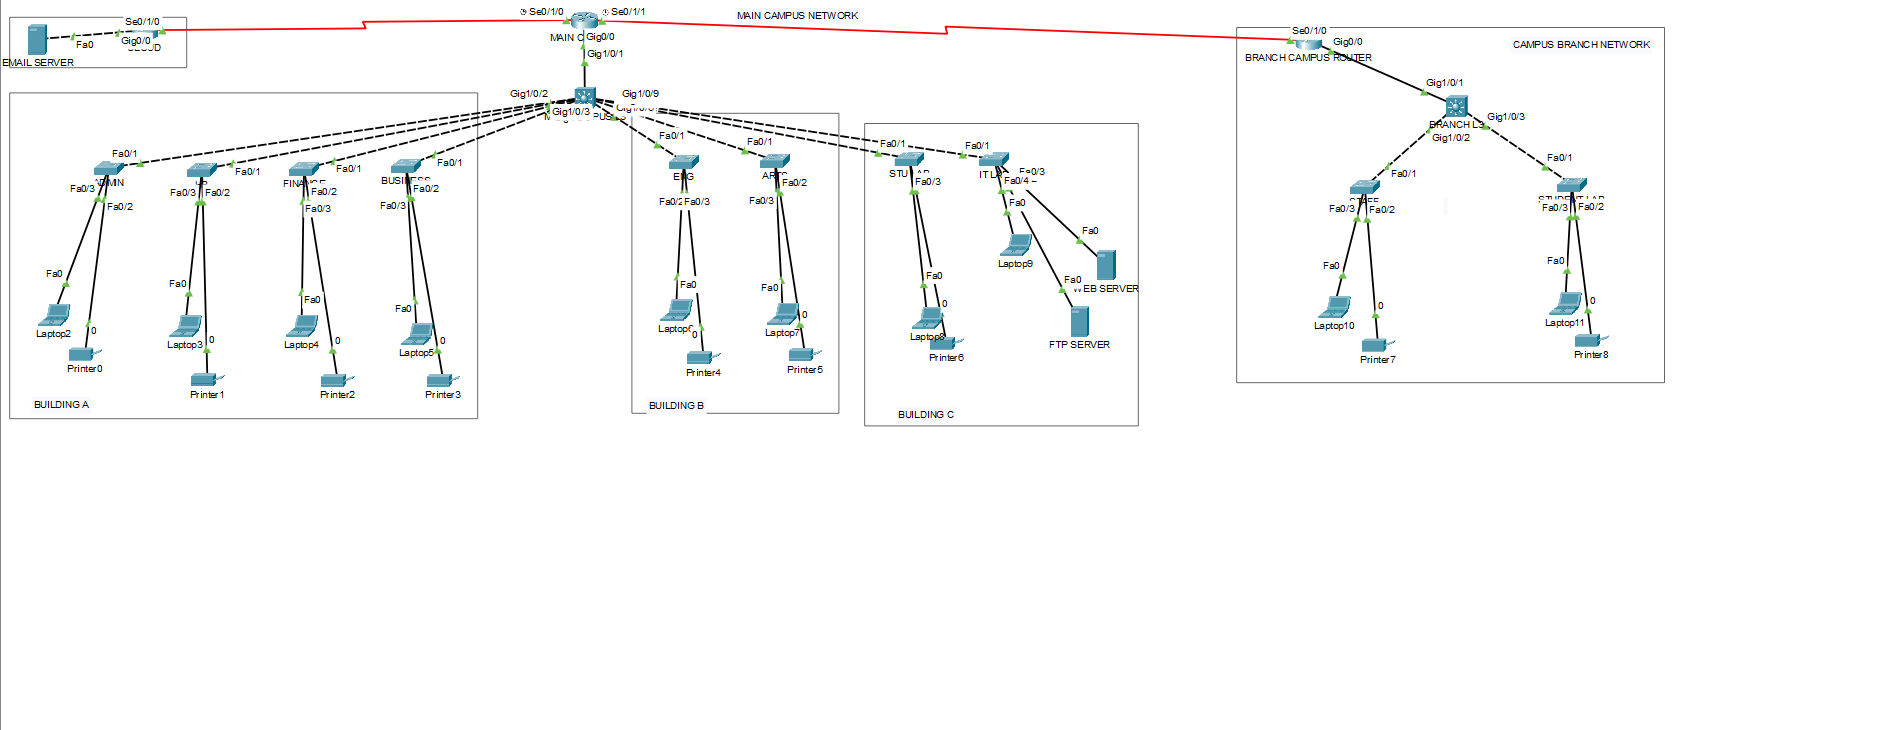 Se0/1/0
Fa0
Gig0/0
EMAIL SERVER
Se0/1/0
Se0/1/1
MAIN CAMPUS NETWORK
MAIN C
Gig0/0
Gig1/0/1
Gig1/0/2
Gig1/0/3
Gig1/0/9
Se0/1/0
Gig0/0
BRANCH CAMPUS ROUTER
CAMPUS BRANCH NETWORK
Gig1/0/1
BRANCH L3
Gig1/0/3
Gig1/0/2
Fa0/1
Fa0/1
Fa0/1
Fa0/1
Fa0/3
Fa0/2
Fa0/3
Fa0/2
Fa0/2
Fa0/3
Fa0/2
Fa0/3
Fa0
Laptop2
0
Printer0
Fa0
Laptop3
0
Printer1
Fa0
Laptop4
0
Printer2
Fa0
Laptop5
0
Printer3
BUILDING A
Fa0/1
Fa0/1
Fa0/2
Fa0/3
Fa0/2
Fa0/3
Fa0
Laptop6
0
Printer4
Fa0
Laptop7
0
Printer5
BUILDING B
Fa0/1
Fa0/1
Fa0/3
Fa0/3
Fa0/4
Fa0
Laptop9
Fa0
WEB SERVER
Fa0
FTP SERVER
Fa0
Laptop8
0
Printer6
BUILDING C
Fa0/1
Fa0/1
Fa0/3
Fa0/2
Fa0/3
Fa0/2
Fa0
Laptop10
0
Printer7
Fa0
Laptop11
0
Printer8